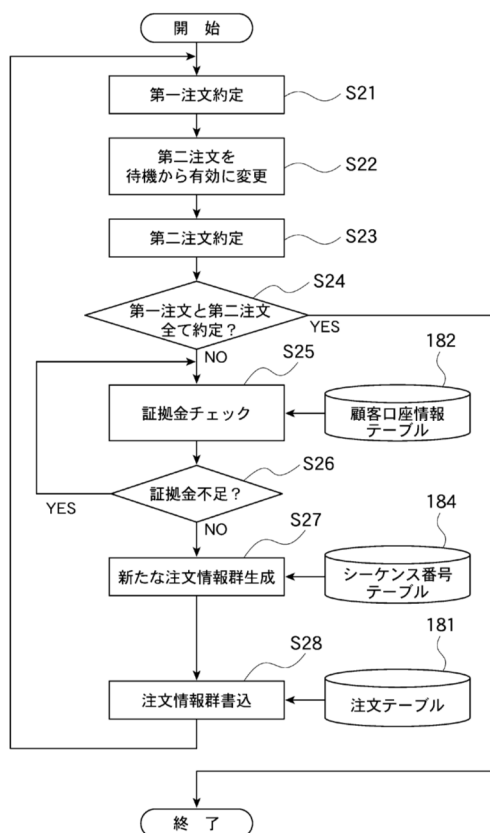 開 始
第一注文約定
S21
第二注文を
待機から有効に変更
S22
第二注文約定
S23
S24
第一注文と第二注文
全て約定？
YES
NO
S25
182
証拠金チェック
顧客口座情報
テーブル
S26
証拠金不足？
YES
NO
S27
184
新たな注文情報群生成
シーケンス番号
テーブル
S28
181
注文情報群書込
注文テーブル
終 了